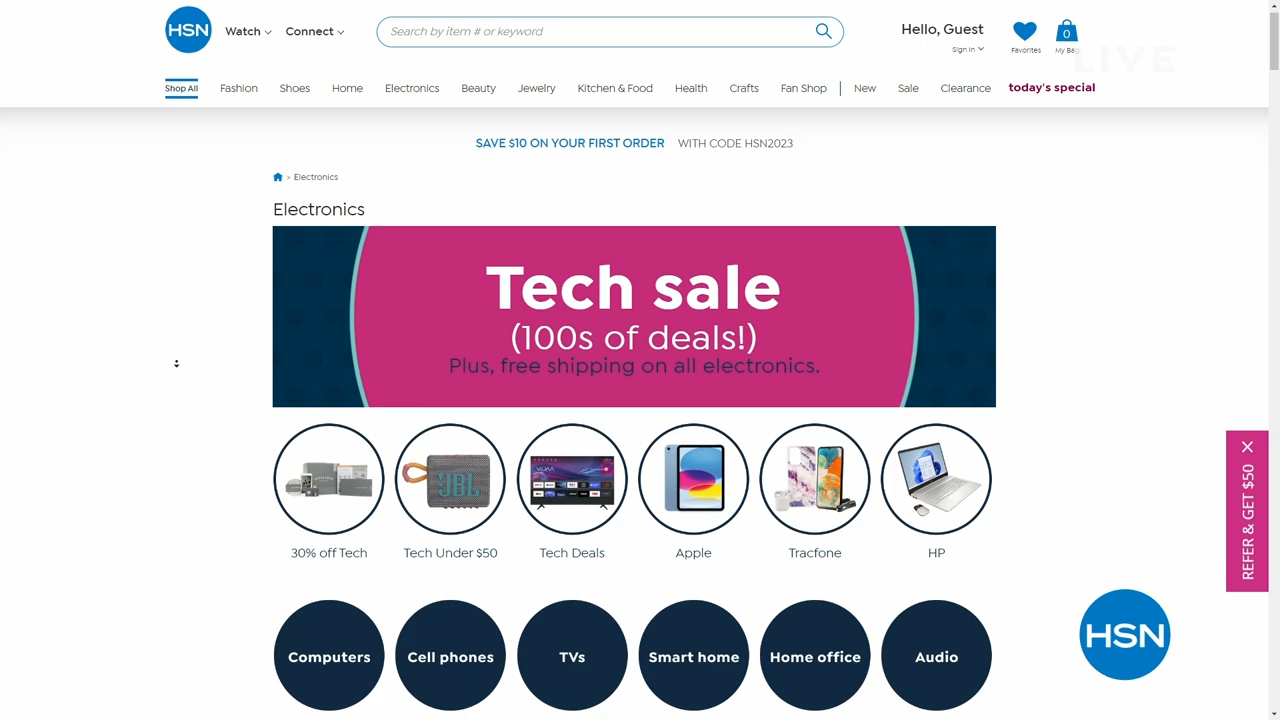 HSN
Watch
Connect
Search by item # or keyword
Hello, Guest
Sign in
Favorites
0
My Bag
LIVE
Shop All
Fashion
Shoes
Home
Electronics
Beauty
Jewelry
Kitchen & Food
Health
Crafts
Fan Shop
New
Sale
Clearance
today's special
SAVE $10 ON YOUR FIRST ORDER WITH CODE HSN2023
> Electronics
Electronics
Tech sale
(100s of deals!)
Plus, free shipping on all electronics.
JBL
VIDAA
30% off Tech
Tech Under $50
Tech Deals
Apple
Tracfone
HP
REFER & GET $50
Computers
Cell phones
TVs
Smart home
Home office
Audio
HSN